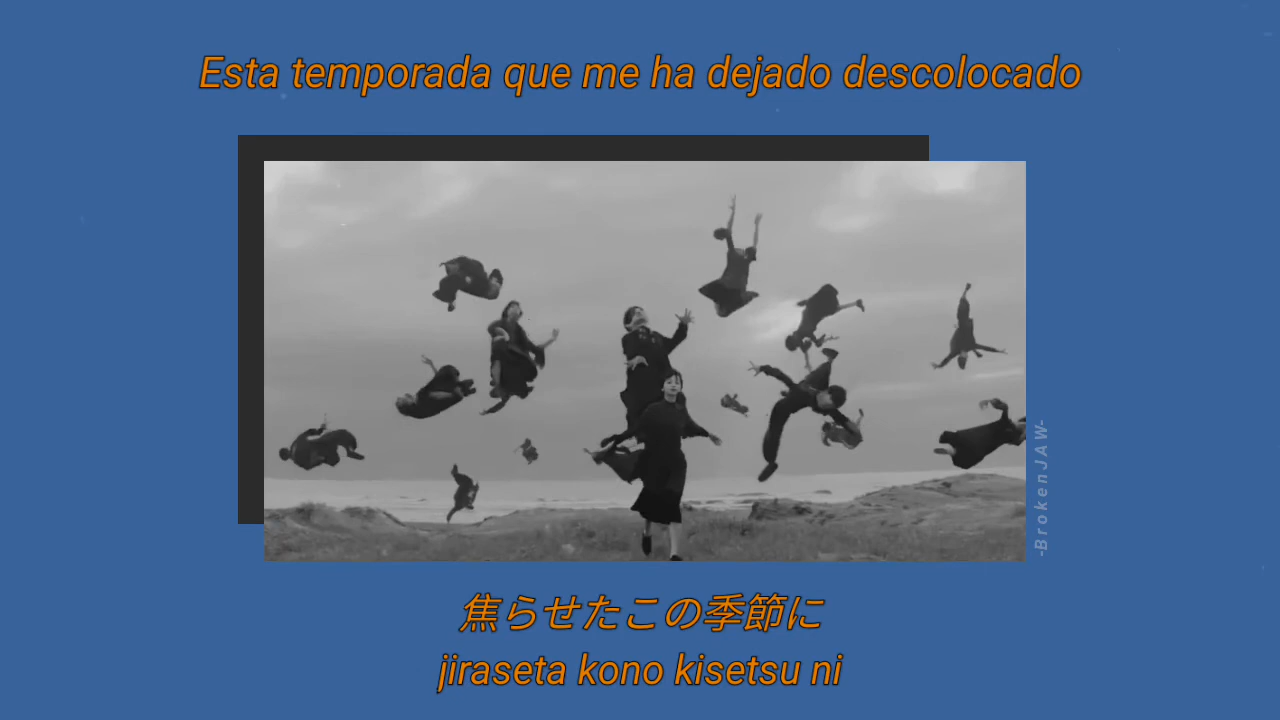 Esta temporada que me ha dejado descolocado
-BrokenJAW-
焦らせたこの季節に
jiraseta kono kisetsu ni